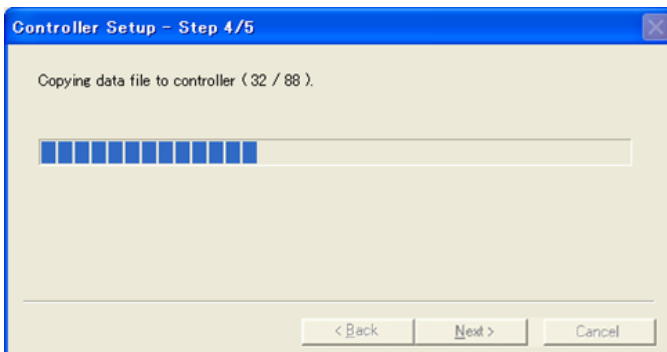 Controller Setup - Step 4/5
Copying data file to controller ( 32 / 88 ).
< Back
Next >
Cancel